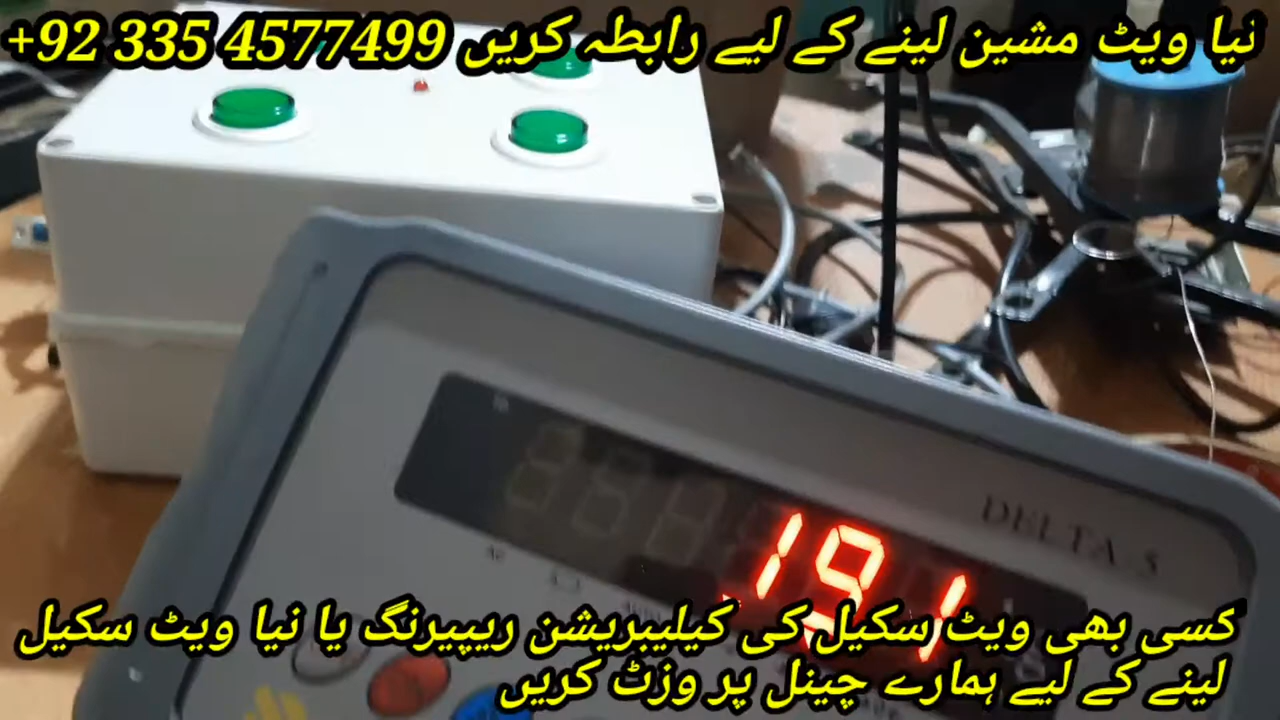 نیا ویٹ مشین لینے کے لیے رابطہ کریں +92 335 4577499
DELTA 5
191
کسی بھی ویٹ سکیل کی کیلیبریشن ریپیرنگ یا نیا ویٹ سکیل
لینے کے لیے ہمارے چینل پر وزٹ کریں